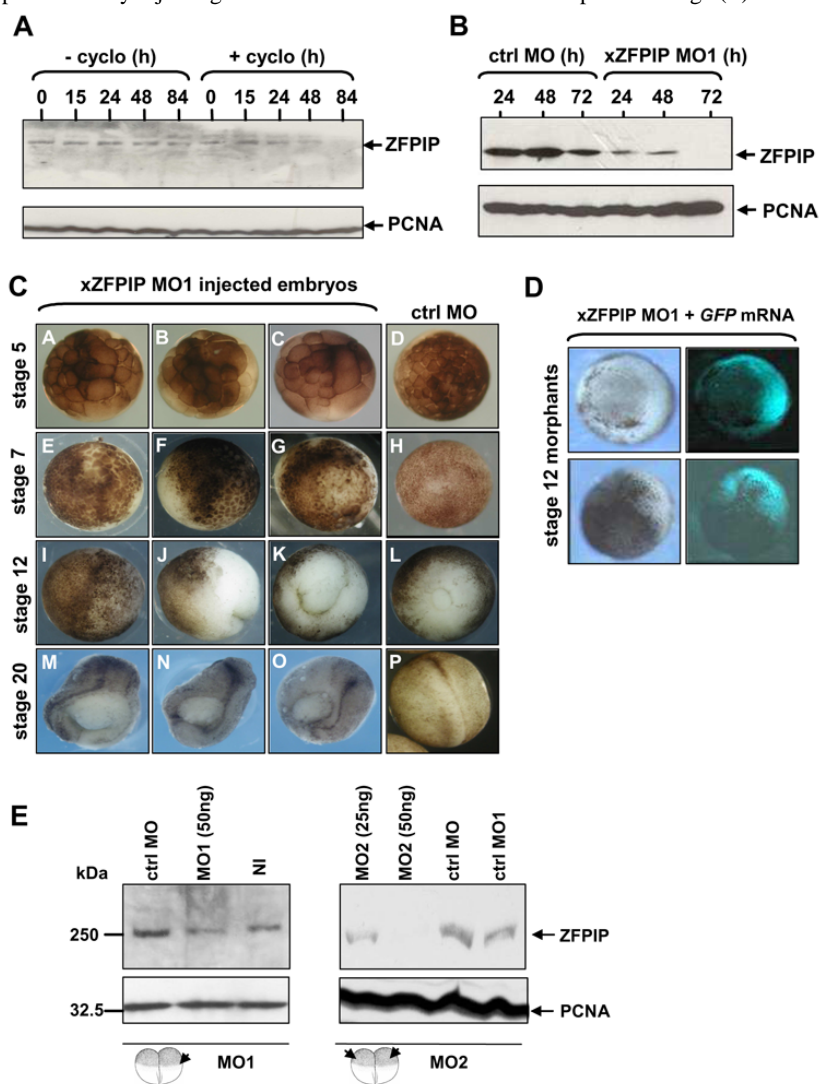 A
- cyclo (h) + cyclo (h)
0 15 24 48 84 0 15 24 48 84
ZFPIP
PCNA
B
ctrl MO (h) xZFPIP MO1 (h)
24 48 72 24 48 72
ZFPIP
PCNA
C
xZFPIP MO1 injected embryos
ctrl MO
stage 5
A B C D
stage 7
E F G H
stage 12
I J K L
stage 20
M N O P
D
xZFPIP MO1 + GFP mRNA
stage 12 morphants
E
kDa
ctrl MO
MO1 (50ng)
NI
MO2 (25ng)
MO2 (50ng)
ctrl MO
ctrl MO1
250
ZFPIP
32.5
PCNA
MO1
MO2